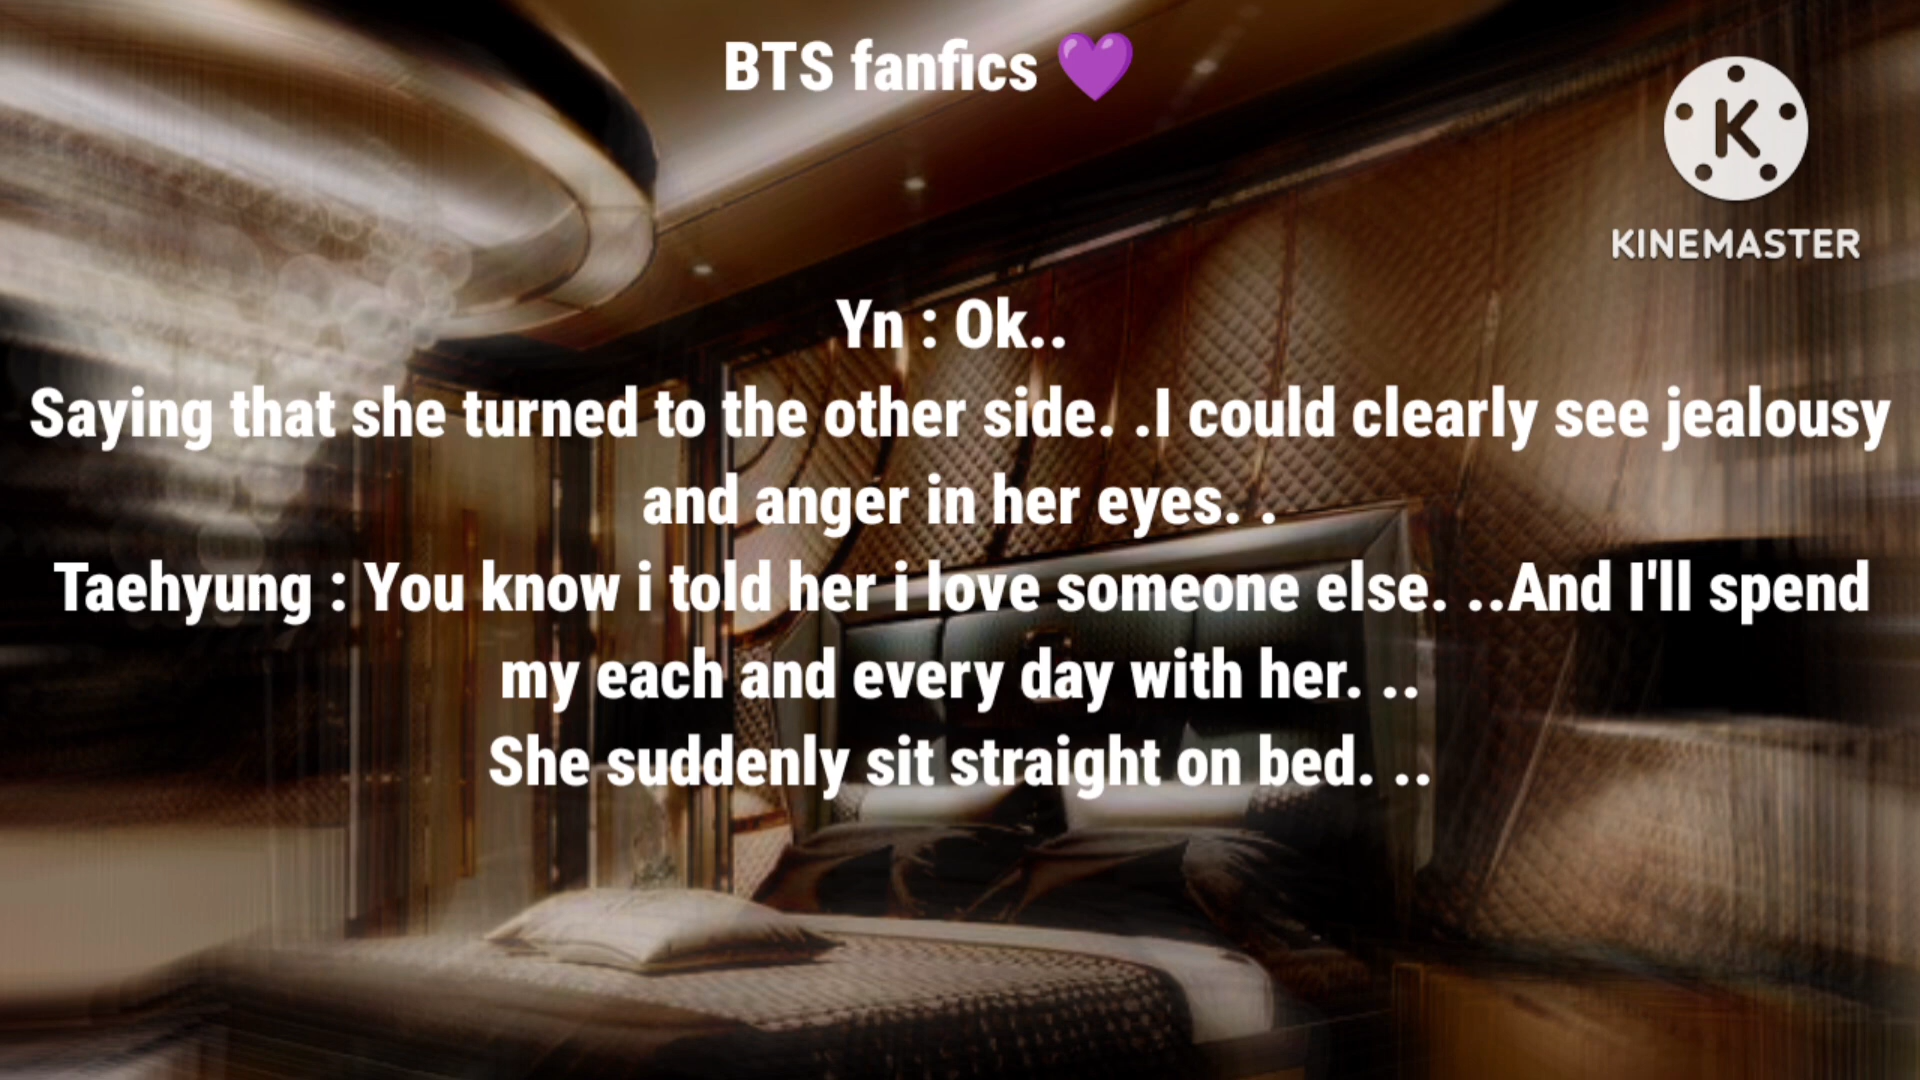 BTS fanfics 💜
K
KINEMASTER
Yn : Ok..
Saying that she turned to the other side. .I could clearly see jealousy
and anger in her eyes. .
Taehyung : You know i told her i love someone else. ..And I'll spend
my each and every day with her. ..
She suddenly sit straight on bed. ..